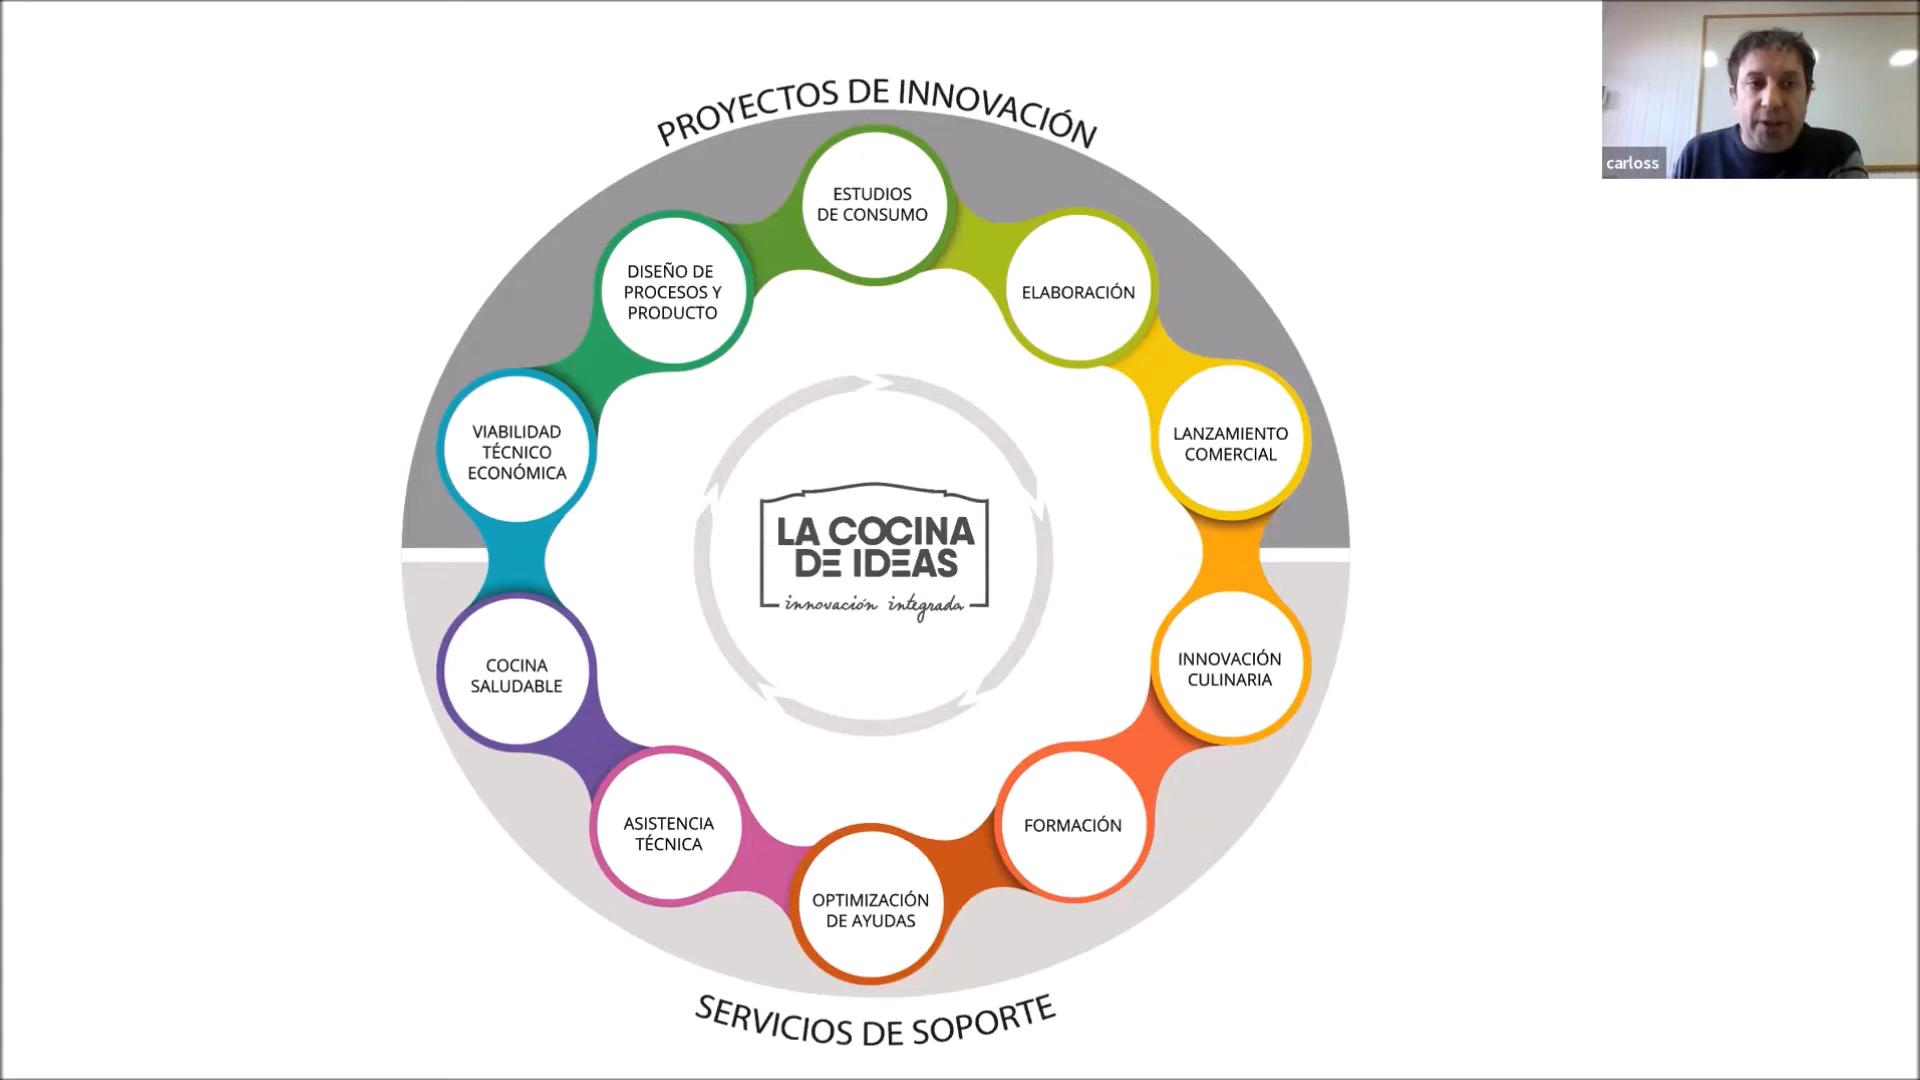 PROYECTOS DE INNOVACIÓN
carloss
ESTUDIOS
DE CONSUMO
DISEÑO DE
PROCESOS Y
PRODUCTO
ELABORACIÓN
VIABILIDAD
TÉCNICO
ECONÓMICA
LANZAMIENTO
COMERCIAL
LA COCINA
DE IDEAS
innovación integrada
COCINA
SALUDABLE
INNOVACIÓN
CULINARIA
ASISTENCIA
TÉCNICA
FORMACIÓN
OPTIMIZACIÓN
DE AYUDAS
SERVICIOS DE SOPORTE